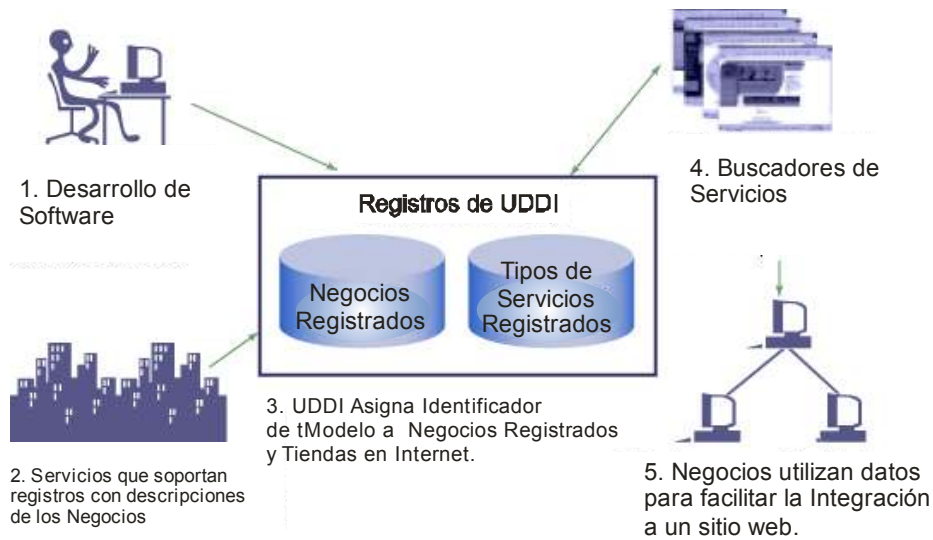 1. Desarrollo de
Software
4. Buscadores de
Servicios
Registros de UDDI
Negocios
Registrados
Tipos de
Servicios
Registrados
3. UDDI Asigna Identificador
de tModelo a Negocios Registrados
y Tiendas en Internet.
2. Servicios que soportan
registros con descripciones
de los Negocios
5. Negocios utilizan datos
para facilitar la Integración
a un sitio web.